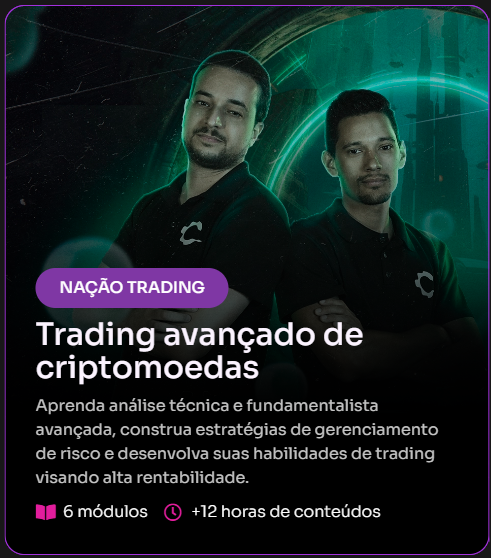 NAÇÃO TRADING
Trading avançado de
criptomoedas
Aprenda análise técnica e fundamentalista
avançada, construa estratégias de gerenciamento
de risco e desenvolva suas habilidades de trading
visando alta rentabilidade.
6 módulos +12 horas de conteúdos